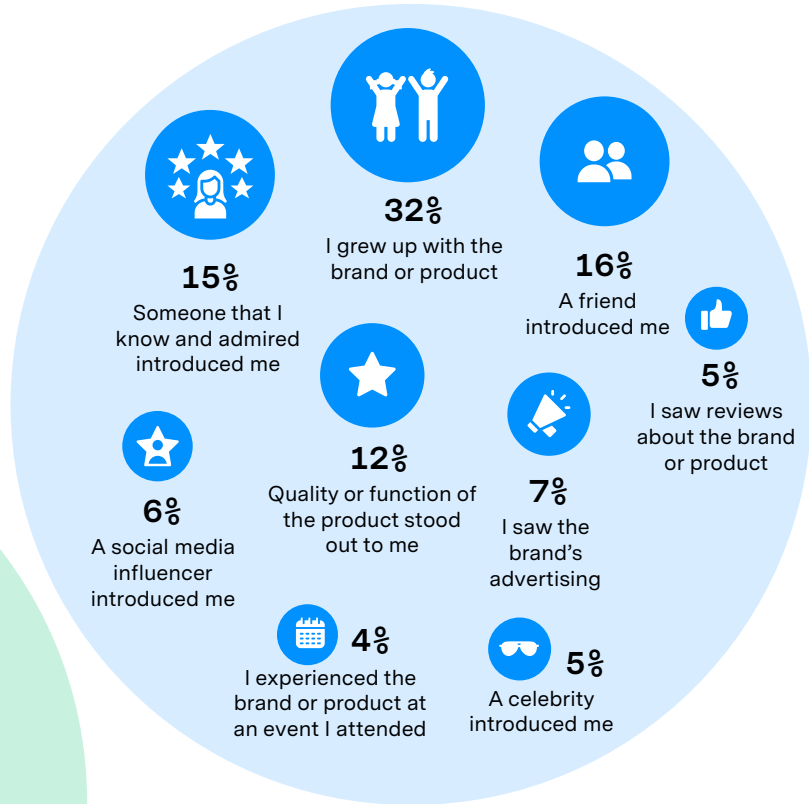 32%
I grew up with the
brand or product
15%
Someone that I
know and admired
introduced me
16%
A friend
introduced me
5%
I saw reviews
about the brand
or product
12%
Quality or function of
the product stood
out to me
7%
I saw the
brand’s
advertising
6%
A social media
influencer
introduced me
4%
I experienced the
brand or product at
an event I attended
5%
A celebrity
introduced me